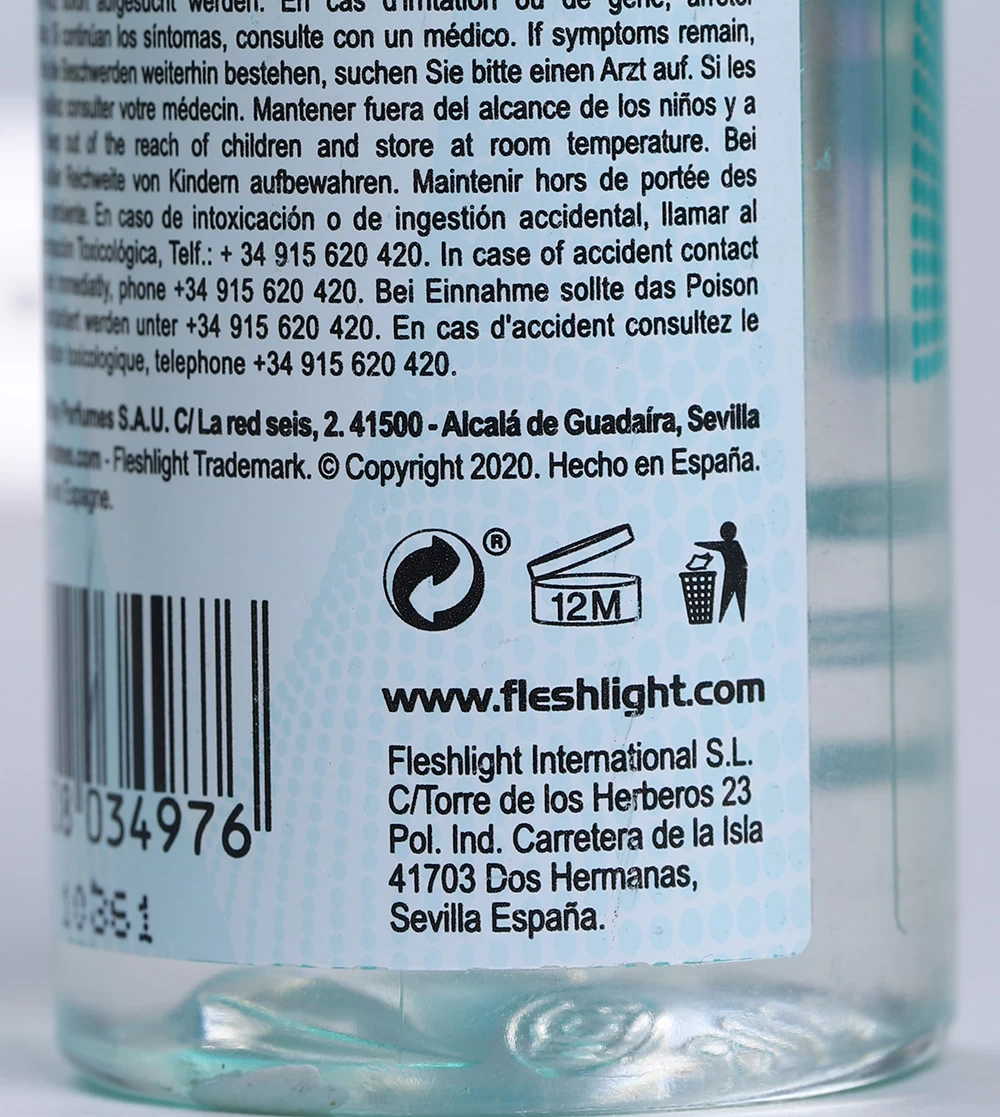 werden. En cas d'irritation ou de gêne, arrêter
los síntomas, consulte con un médico. If symptoms remain,
weiterhin bestehen, suchen Sie bitte einen Arzt auf. Si les
consulter votre médecin. Mantener fuera del alcance de los niños y a
out of the reach of children and store at room temperature. Bei
Reichweite von Kindern aufbewahren. Maintenir hors de portée des
En caso de intoxicación o de ingestión accidental, llamar al
Toxicológica, Telf.: + 34 915 620 420. In case of accident contact
phone +34 915 620 420. Bei Einnahme sollte das Poison
werden unter +34 915 620 420. En cas d'accident consultez le
telephone +34 915 620 420.
Perfumes S.A.U. C/ La red seis, 2. 41500 - Alcalá de Guadaíra, Sevilla
- Fleshlight Trademark. © Copyright 2020. Hecho en España.
Espagne.
®
12M
www.fleshlight.com
Fleshlight International S.L.
C/Torre de los Herberos 23
Pol. Ind. Carretera de la Isla
41703 Dos Hermanas,
Sevilla España.
034976